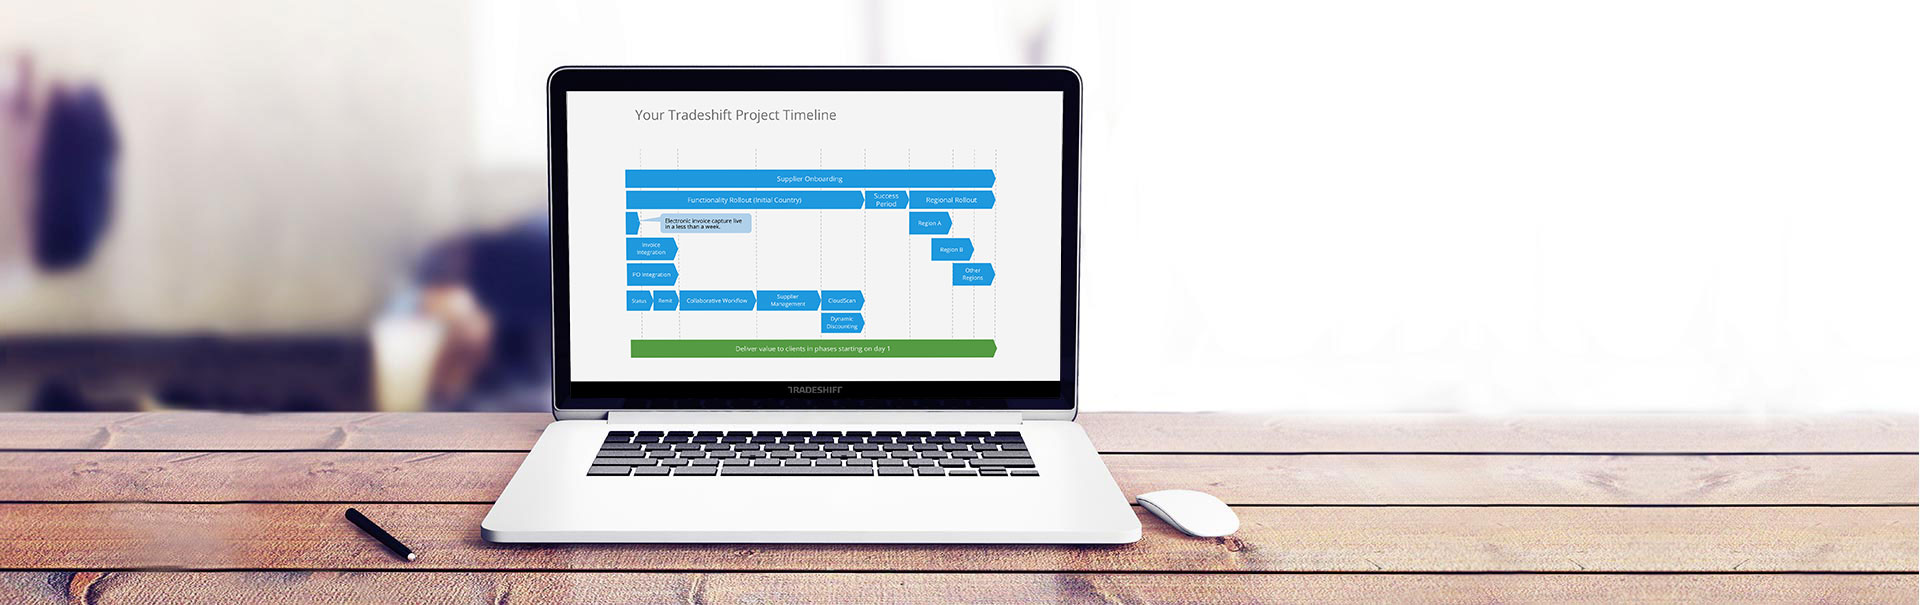 Your Tradeshift Project Timeline
Supplier Onboarding
Functionality Rollout (Initial Country)
Success
Period
Regional Rollout
Electronic invoice capture live
in a less than a week.
Region A
Invoice
Integration
Region B
PO Integration
Other
Regions
Status
Remit
Collaborative Workflow
Supplier
Management
CloudScan
Dynamic
Discounting
Deliver value to clients in phases starting on day 1
TRADESHIFT